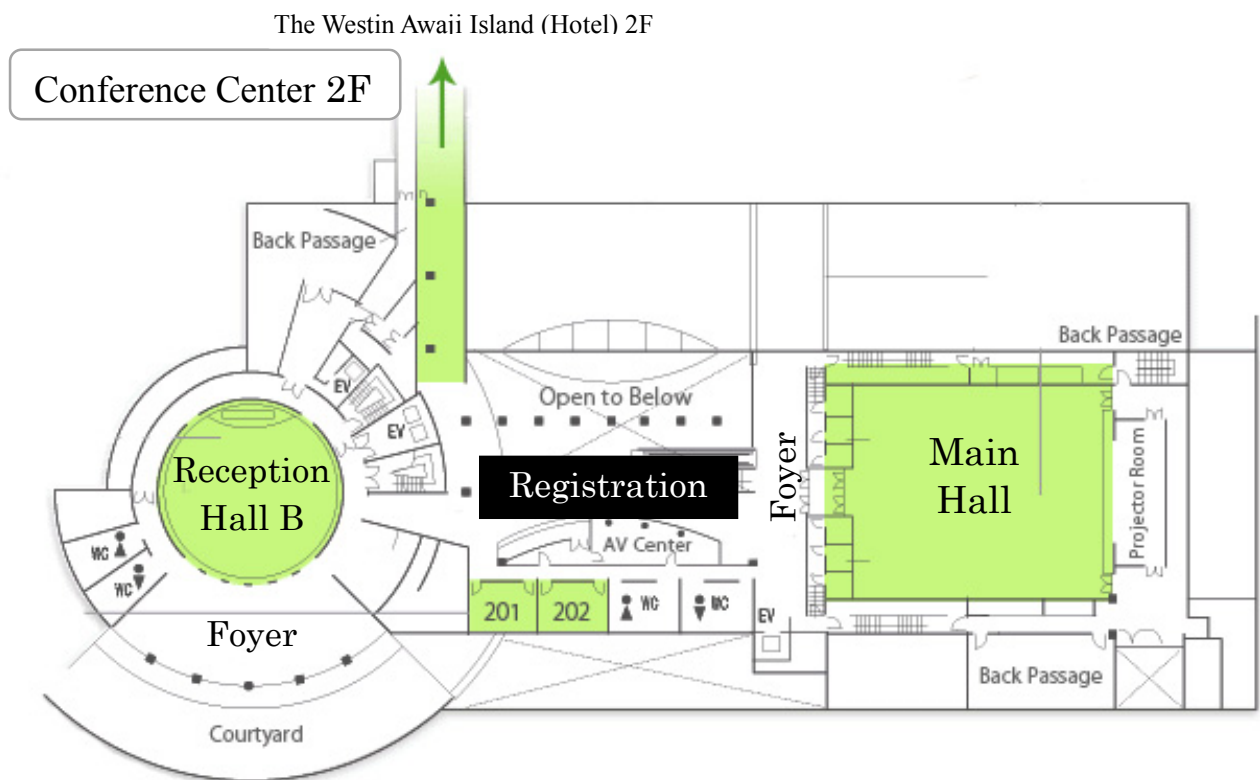 The Westin Awaji Island (Hotel) 2F
Conference Center 2F
Back Passage
Back Passage
EV
Open to Below
EV
Reception
Hall B
Registration
Foyer
Main
Hall
Projector Room
AV Center
WC
WC
201
202
WC
WC
EV
Foyer
Back Passage
Courtyard